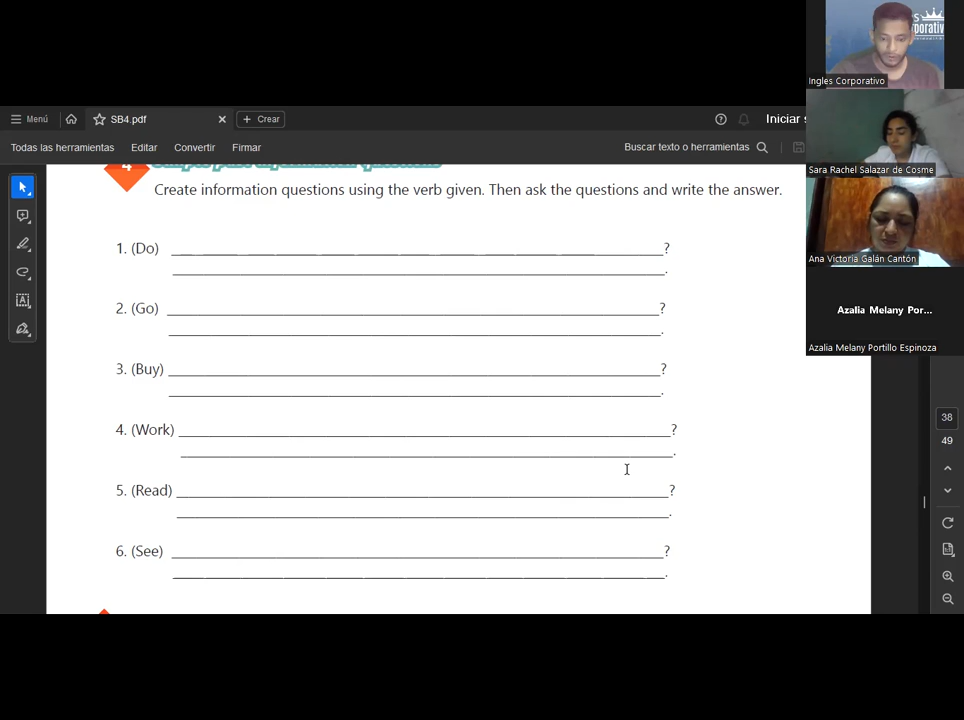 Ingles Corporativo
Menú
SB4.pdf
Crear
Iniciar s
Todas las herramientas
Editar
Convertir
Firmar
Buscar texto o herramientas
Sara Rachel Salazar de Cosme
4
Create information questions using the verb given. Then ask the questions and write the answer.
Ana Victoria Galán Cantón
1. (Do) ?
.
2. (Go) ?
.
Azalia Melany Por...
Azalia Melany Portillo Espinoza
3. (Buy) ?
.
4. (Work) ?
.
5. (Read) ?
.
6. (See) ?
.
38
49